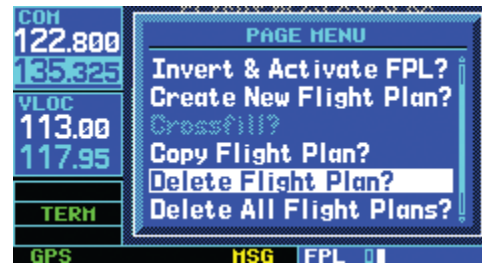 COM
122.800
135.325
VLOC
113.00
117.95
TERM
GPS
PAGE MENU
Invert & Activate FPL?
Create New Flight Plan?
Crossfill?
Copy Flight Plan?
Delete Flight Plan?
Delete All Flight Plans?
MSG
FPL